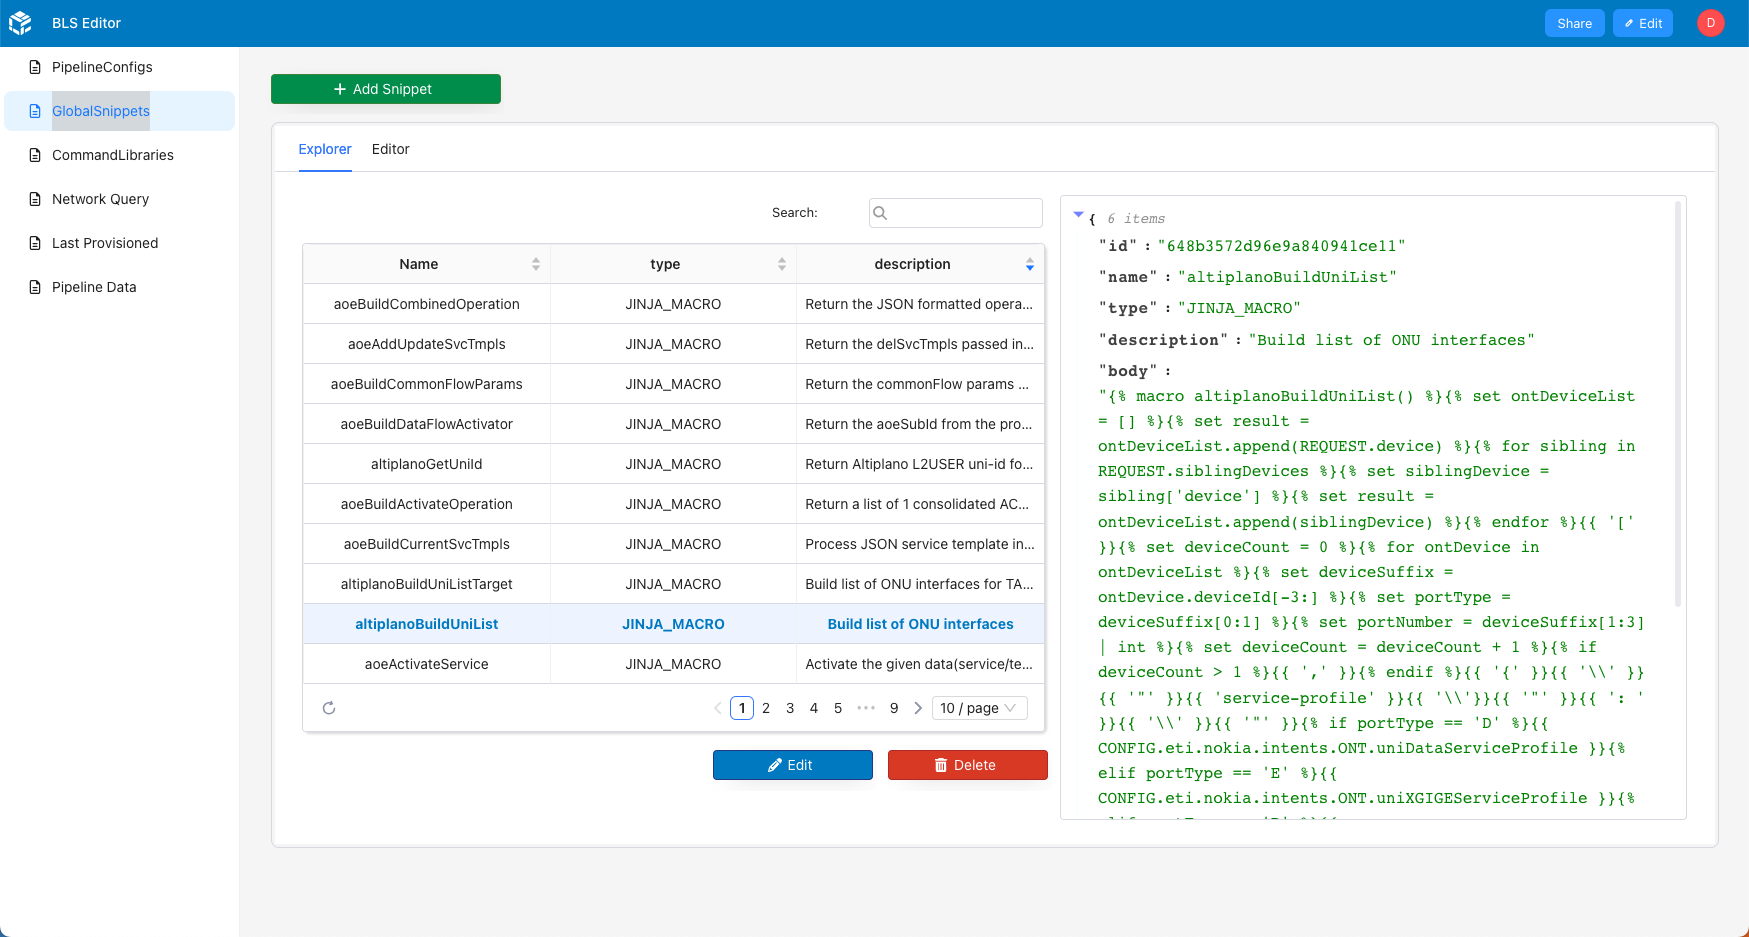 BLS Editor
Share
Edit
D
PipelineConfigs
GlobalSnippets
CommandLibraries
Network Query
Last Provisioned
Pipeline Data
+ Add Snippet
Explorer
Editor
Search:
Name type description
aoeBuildCombinedOperation JINJA_MACRO Return the JSON formatted opera...
aoeAddUpdateSvcTmpls JINJA_MACRO Return the delSvcTmpls passed in...
aoeBuildCommonFlowParams JINJA_MACRO Return the commonFlow params ...
aoeBuildDataFlowActivator JINJA_MACRO Return the aoeSubId from the pro...
altiplanoGetUniId JINJA_MACRO Return Altiplano L2USER uni-id fo...
aoeBuildActivateOperation JINJA_MACRO Return a list of 1 consolidated AC...
aoeBuildCurrentSvcTmpls JINJA_MACRO Process JSON service template in...
altiplanoBuildUniListTarget JINJA_MACRO Build list of ONU interfaces for TA...
altiplanoBuildUniList JINJA_MACRO Build list of ONU interfaces
aoeActivateService JINJA_MACRO Activate the given data(service/te...
1 2 3 4 5 ••• 9 10 / page
Edit
Delete
{ 6 items
"id" : "648b3572d96e9a840941ce11"
"name" : "altiplanoBuildUniList"
"type" : "JINJA_MACRO"
"description" : "Build list of ONU interfaces"
"body" :
"{% macro altiplanoBuildUniList() %}{% set ontDeviceList
= [] %}{% set result =
ontDeviceList.append(REQUEST.device) %}{% for sibling in
REQUEST.siblingDevices %}{% set siblingDevice =
sibling['device'] %}{% set result =
ontDeviceList.append(siblingDevice) %}{% endfor %}{{ '['
}}{% set deviceCount = 0 %}{% for ontDevice in
ontDeviceList %}{% set deviceSuffix =
ontDevice.deviceId[-3:] %}{% set portType =
deviceSuffix[0:1] %}{% set portNumber = deviceSuffix[1:3]
| int %}{% set deviceCount = deviceCount + 1 %}{% if
deviceCount > 1 %}{{ ',' }}{% endif %}{{ '{' }}{{ '\\' }}
{{ '"' }}{{ 'service-profile' }}{{ '\\'}}{{ '"' }}{{ ': '
}}{{ '\\' }}{{ '"' }}{% if portType == 'D' %}{{
CONFIG.eti.nokia.intents.ONT.uniDataServiceProfile }}{%
elif portType == 'E' %}{{
CONFIG.eti.nokia.intents.ONT.uniXGIGEServiceProfile }}{%